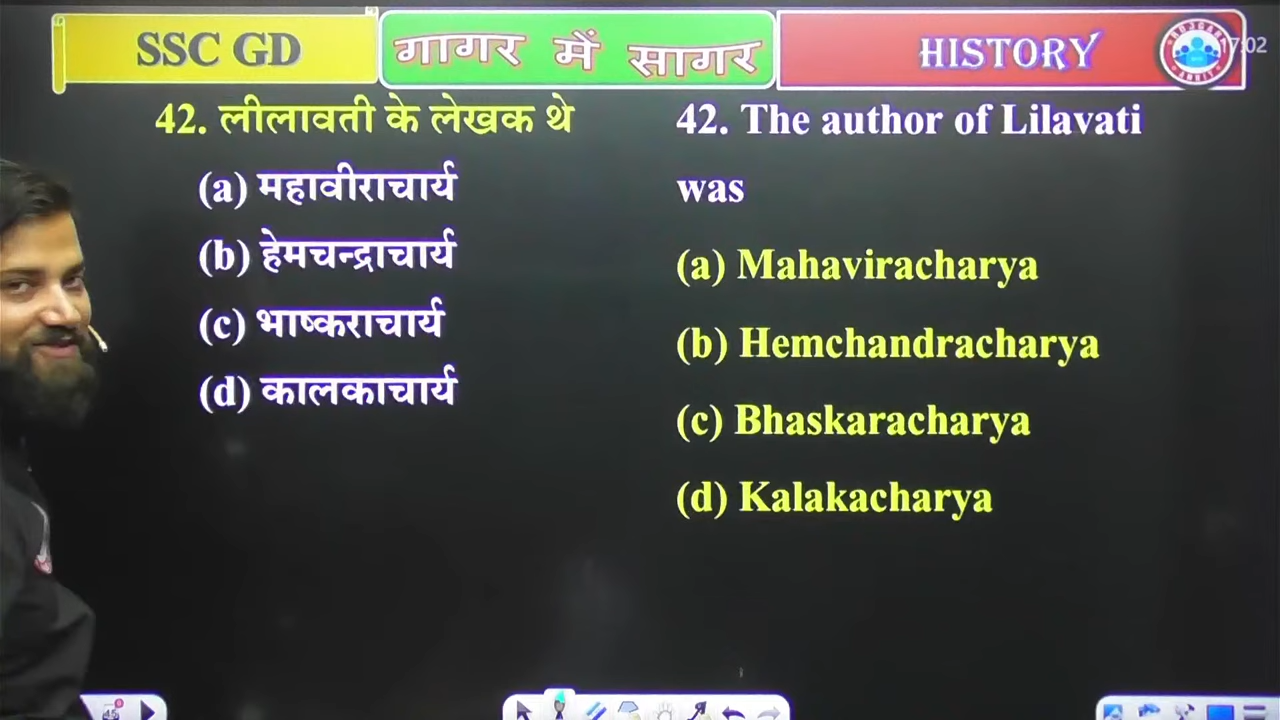 SSC GD
गागर में सागर
HISTORY
17:02
42. लीलावती के लेखक थे
(a) महावीराचार्य
(b) हेमचन्द्राचार्य
(c) भाष्कराचार्य
(d) कालकाचार्य
42. The author of Lilavati
was
(a) Mahaviracharya
(b) Hemchandracharya
(c) Bhaskaracharya
(d) Kalakacharya